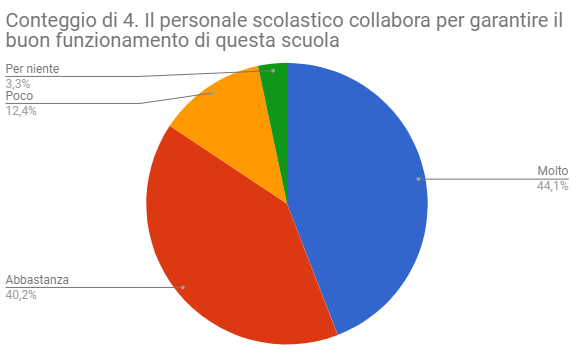 Conteggio di 4. Il personale scolastico collabora per garantire il
buon funzionamento di questa scuola
Per niente
3,3%
Poco
12,4%
Molto
44,1%
Abbastanza
40,2%